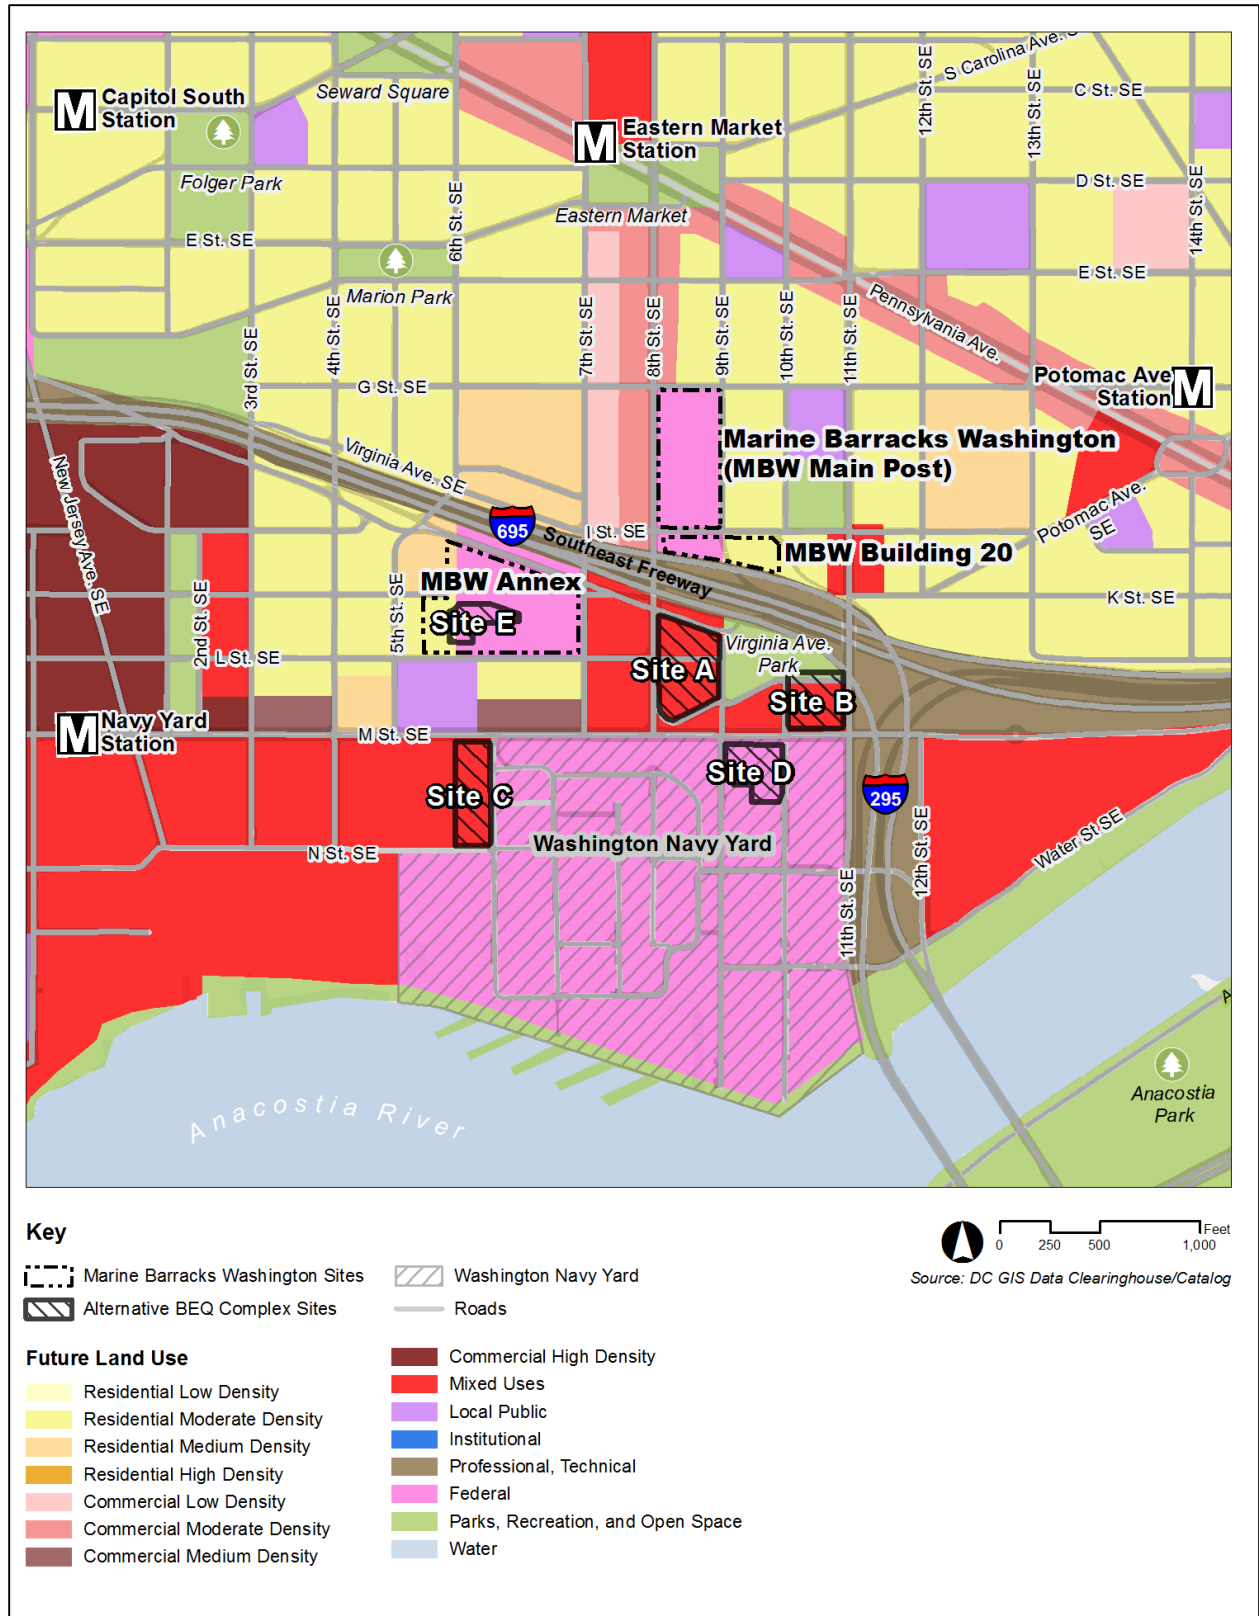 S Carolina Ave. S
M Capitol South
Station
Seward Square
M Eastern Market
Station
12th St. SE
13th St. SE
C St. SE
Folger Park
6th St. SE
Eastern Market
D St. SE
14th St. SE
E St. SE
E St. SE
Marion Park
Pennsylvania Ave.
3rd St. SE
4th St. SE
7th St. SE
8th St. SE
9th St. SE
10th St. SE
11th St. SE
G St. SE
Potomac Ave
Station
M
Marine Barracks Washington
(MBW Main Post)
Virginia Ave. SE
New Jersey Ave. SE
695
I St. SE
Southeast Freeway
Potomac Ave.
SE
MBW Building 20
MBW Annex
2nd St. SE
5th St. SE
Site E
K St. SE
L St. SE
Site A
Virginia Ave.
Park
Site B
M Navy Yard
Station
M St. SE
Site D
Site C
295
Washington Navy Yard
N St. SE
12th St. SE
11th St. SE
Water St SE
A
Anacostia River
Anacostia
Park
Key
Feet
0 250 500 1,000
Marine Barracks Washington Sites
Washington Navy Yard
Source: DC GIS Data Clearinghouse/Catalog
Alternative BEQ Complex Sites
Roads
Future Land Use
Residential Low Density
Residential Moderate Density
Residential Medium Density
Residential High Density
Commercial Low Density
Commercial Moderate Density
Commercial Medium Density
Commercial High Density
Mixed Uses
Local Public
Institutional
Professional, Technical
Federal
Parks, Recreation, and Open Space
Water